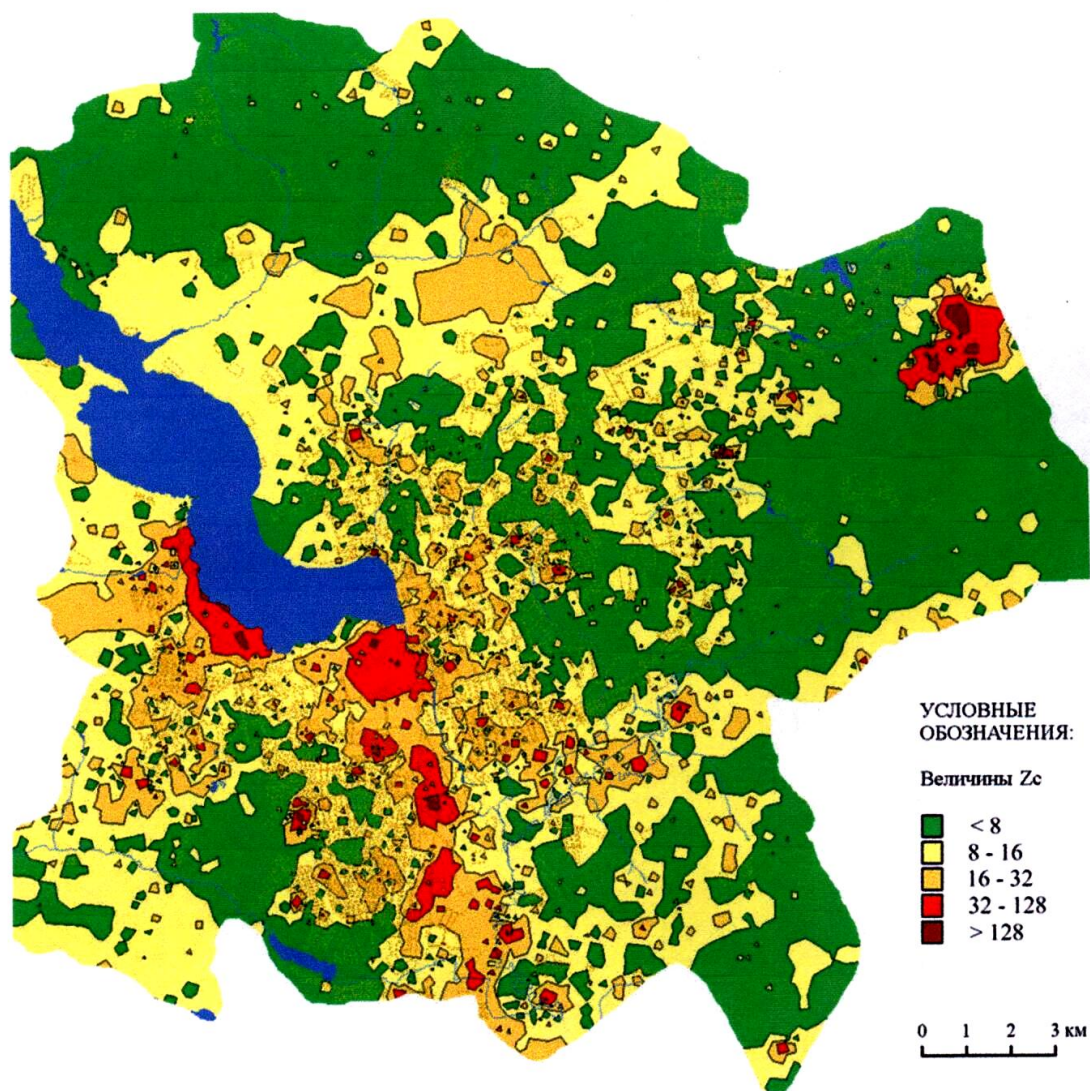 УСЛОВНЫЕ
ОБОЗНАЧЕНИЯ:
Величины Zc
< 8
8 - 16
16 - 32
32 - 128
> 128
0 1 2 3 км